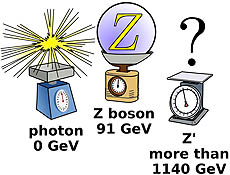 Z
?
photon
0 GeV
Z boson
91 GeV
Z'
more than
1140 GeV